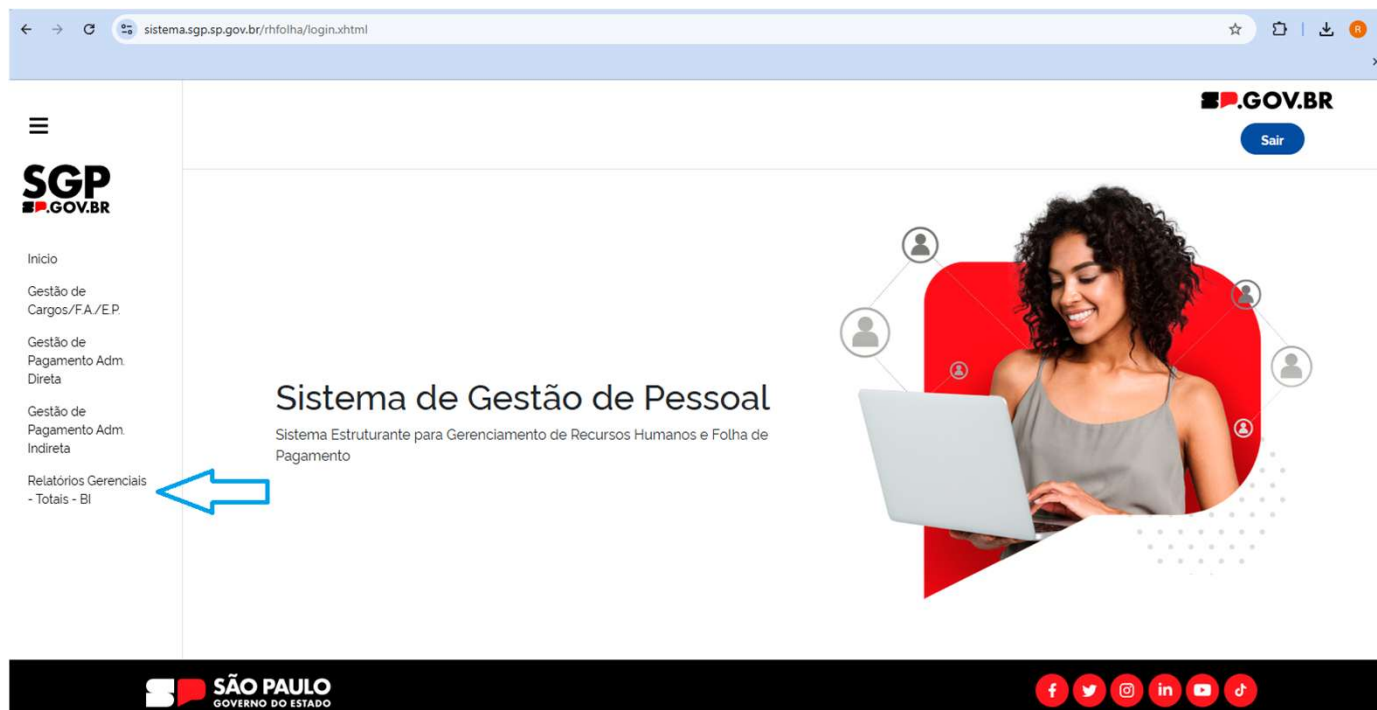 sistema.sgp.sp.gov.br/rhfolha/login.xhtml
R
SP.GOV.BR
Sair
SGP
SP.GOV.BR
Inicio
Gestão de
Cargos/F.A./E.P.
Gestão de
Pagamento Adm.
Direta
Gestão de
Pagamento Adm.
Indireta
Relatórios Gerenciais
- Totais - BI
Sistema de Gestão de Pessoal
Sistema Estruturante para Gerenciamento de Recursos Humanos e Folha de
Pagamento
SP SÃO PAULO
GOVERNO DO ESTADO